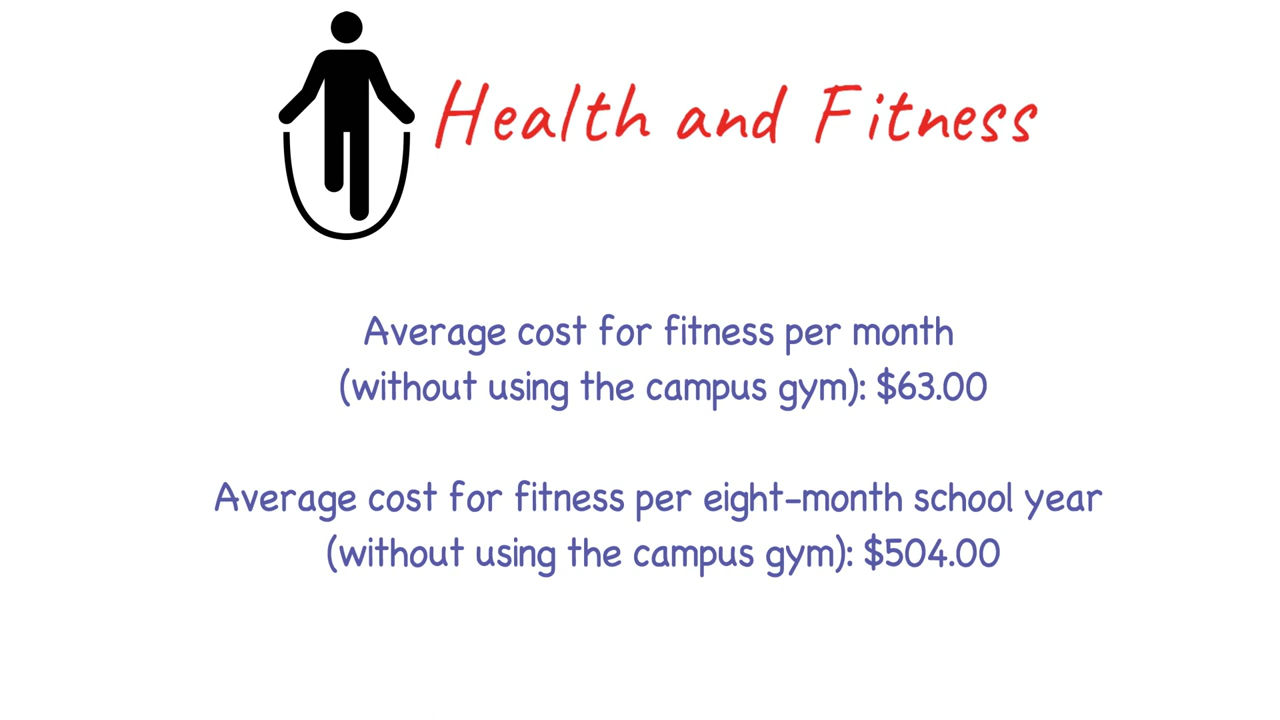 Health and Fitness
Average cost for fitness per month
(without using the campus gym): $63.00
Average cost for fitness per eight-month school year
(without using the campus gym): $504.00